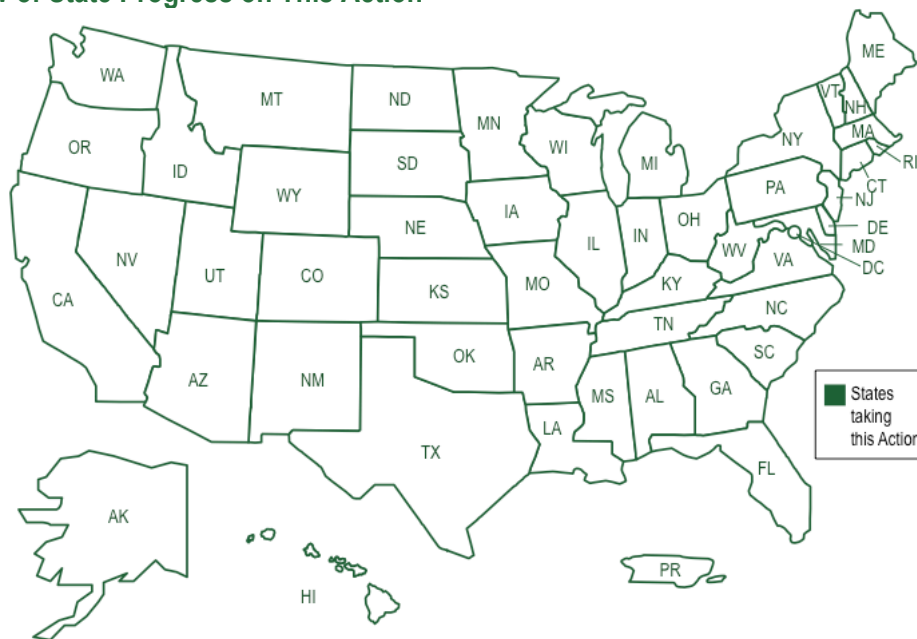 of State Progress on This Action
ME
WA
VT
MT
ND
NH
MN
MA
OR
NY
WI
RI
ID
SD
MI
CT
WY
PA
NJ
IA
OH
NE
DE
IL
IN
MD
WV
NV
VA
DC
UT
CO
KS
MO
KY
CA
NC
TN
OK
SC
AR
AZ
NM
MS
AL
GA
States
taking
this Action
LA
TX
FL
AK
PR
HI